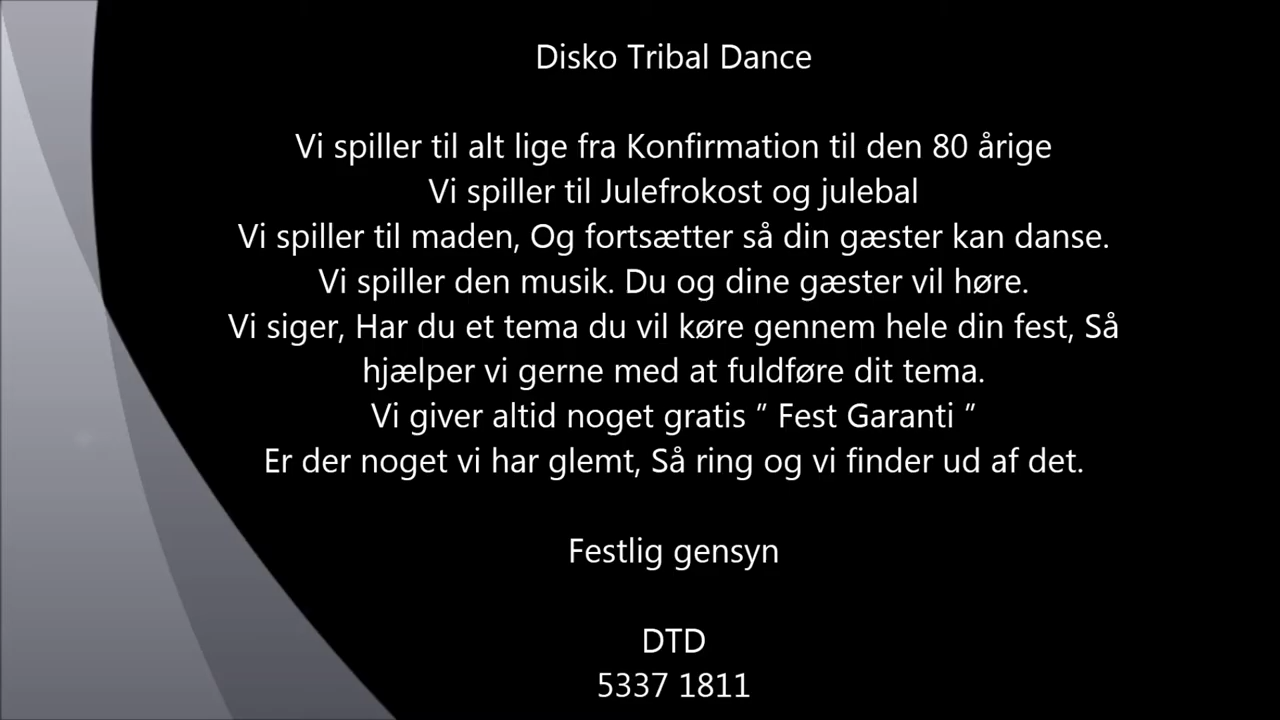 Disko Tribal Dance
Vi spiller til alt lige fra Konfirmation til den 80 årige
Vi spiller til Julefrokost og julebal
Vi spiller til maden, Og fortsætter så din gæster kan danse.
Vi spiller den musik. Du og dine gæster vil høre.
Vi siger, Har du et tema du vil køre gennem hele din fest, Så
hjælper vi gerne med at fuldføre dit tema.
Vi giver altid noget gratis ” Fest Garanti ”
Er der noget vi har glemt, Så ring og vi finder ud af det.
Festlig gensyn
DTD
5337 1811